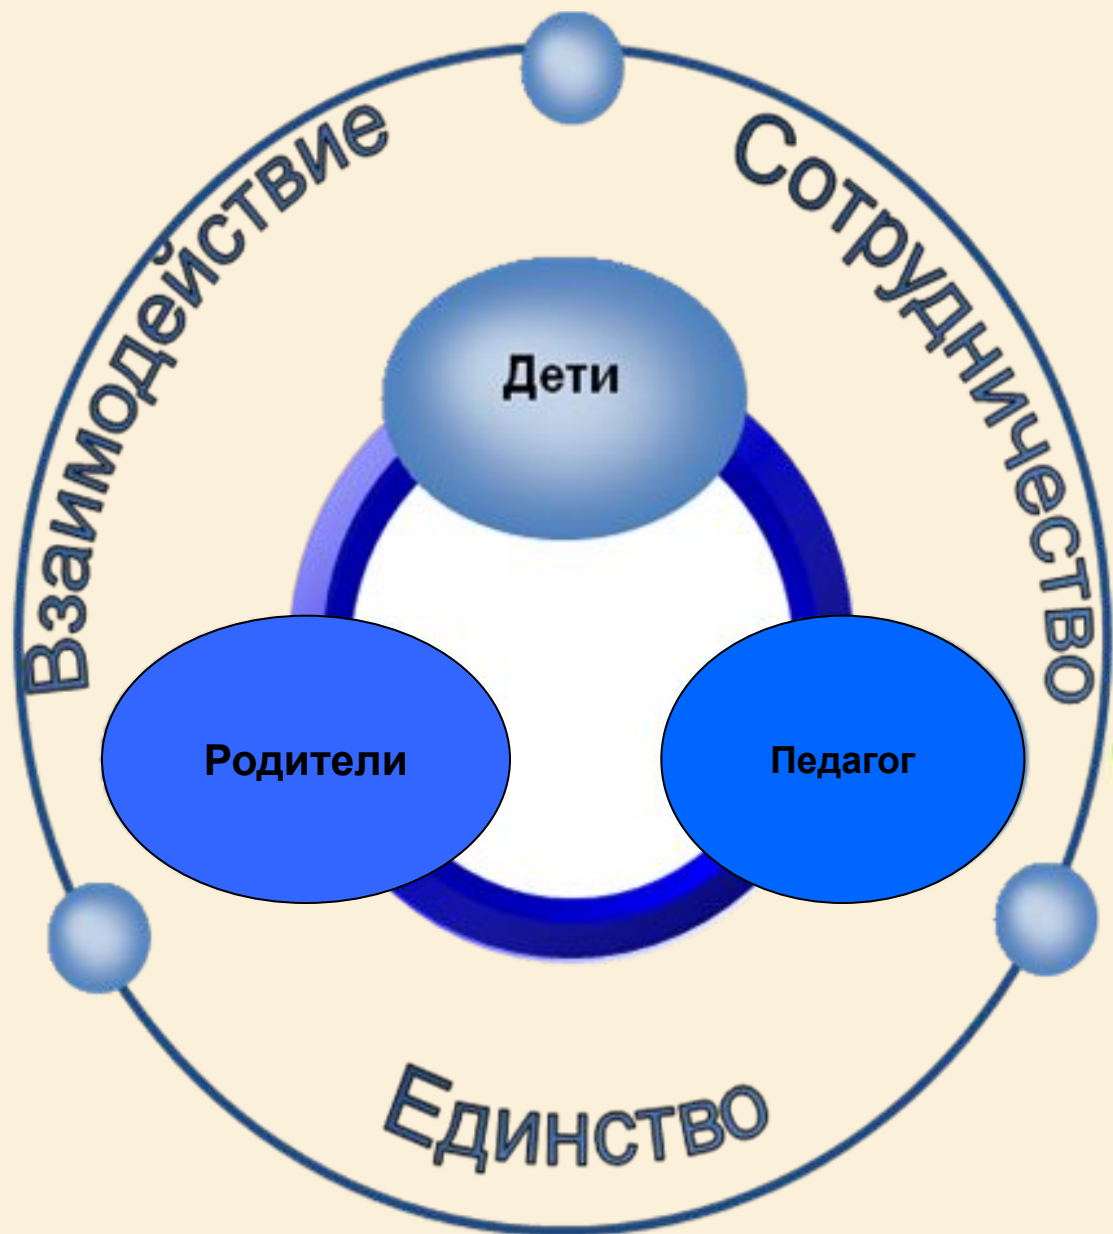 Взаимодействие
Сотрудничество
Дети
Родители
Педагог
Единство